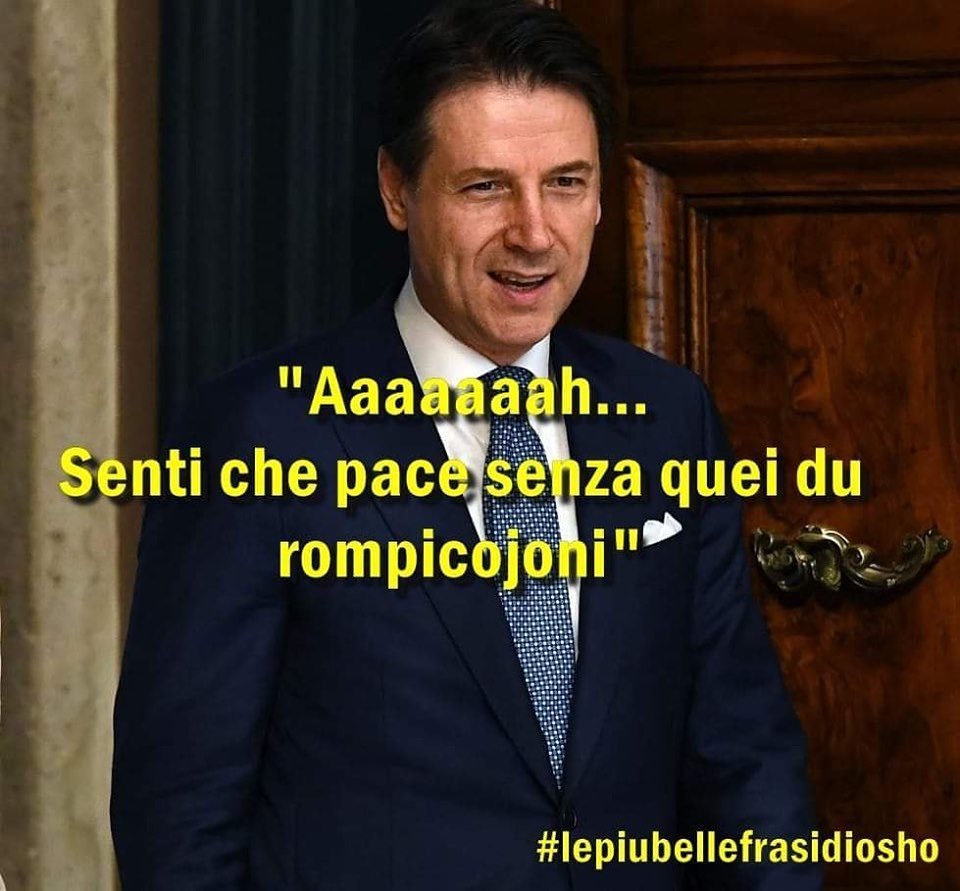 "Aaaaaaah...
Senti che pace senza quei du
rompicojoni"
#lepiubellefrasidiosho